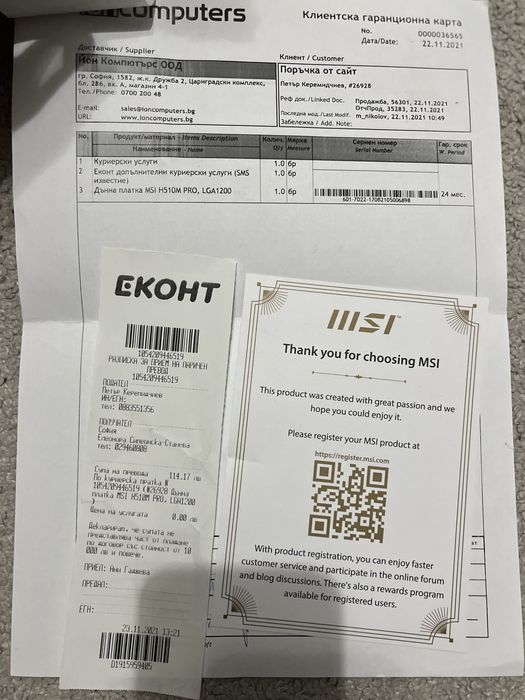 ioncomputers
Клиентска гаранционна карта
No. 0000036565
Дата/Date: 22.11.2021
Доставчик / Supplier
Йон Компютърс ООД
гр. София, 1582, ж.к. Дружба 2, Цариградски комплекс,
бл. 286, вх. А, магазин 4-1
Тел./Phone: 0700 200 48
E-mail: sales@ioncomputers.bg
URL: www.ioncomputers.bg
Клиент / Customer
Поръчка от сайт
Петър Керемидчиев, #26928
Реф док./Linked Doc. Продажба, 56301, 22.11.2021
ОтчПрод, 35283, 22.11.2021
Последна мод./Last Modif. m_nikolov, 22.11.2021 10:49
Забележка / Add. Note:
No. Продукт/материал - Items Description Колич. Марка Сериен номер Гар. срок
Наименование - Name Qty Measure Serial Number W. Period
1 Куриерски услуги 1.0 бр
2 Еконт допълнителни куриерски услуги (SMS 1.0 бр
известие)
3 Дънна платка MSI H510M PRO, LGA1200 1.0 бр 24 мес.
601-7D22-170B2105006898
ЕКОНТ
1054209446519
РАЗПИСКА ЗА ПРИЕМ НА ПАРИЧЕН
ПРЕВОД
1054209446519
ПОДАТЕЛ
Петър Керемидчиев
ИН/ЕГН:
тел: 0883551356
ПОЛУЧАТЕЛ
София
Елеонора Симеонска-Станева
тел: 029460808
Сума на превода 114.17 лв
По куриерска пратка №
1054209446519 (#26928 Дънна
платка MSI H510M PRO, LGA1200
)
Цена на услугата 0.00 лв
Декларирам, че сумата не
представлява част от плащане
по договор със стойност от 10
000 лв и повече.
ПРИЕЛ: Ани Гаджева
ПРЕДАЛ:
ЕГН:
23.11.2021 13:21
D1915959405
msi
Thank you for choosing MSI
This product was created with great passion and we
hope you could enjoy it.
Please register your MSI product at
https://register.msi.com
With product registration, you can enjoy faster
customer service and participate in the online forum
and blog discussions. There's also a rewards program
available for registered users.